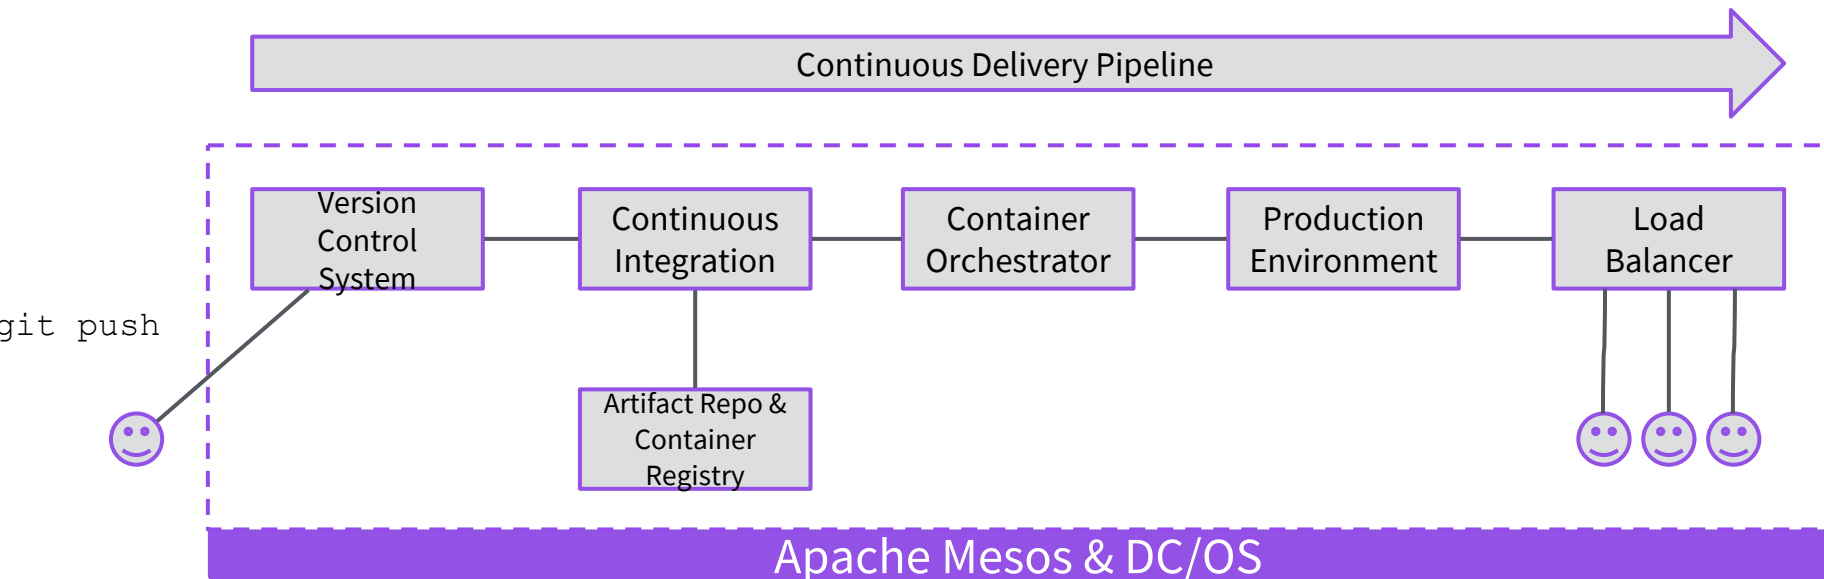 Continuous Delivery Pipeline
Version
Control
System
Continuous
Integration
Container
Orchestrator
Production
Environment
Load
Balancer
git push
Artifact Repo &
Container
Registry
Apache Mesos & DC/OS